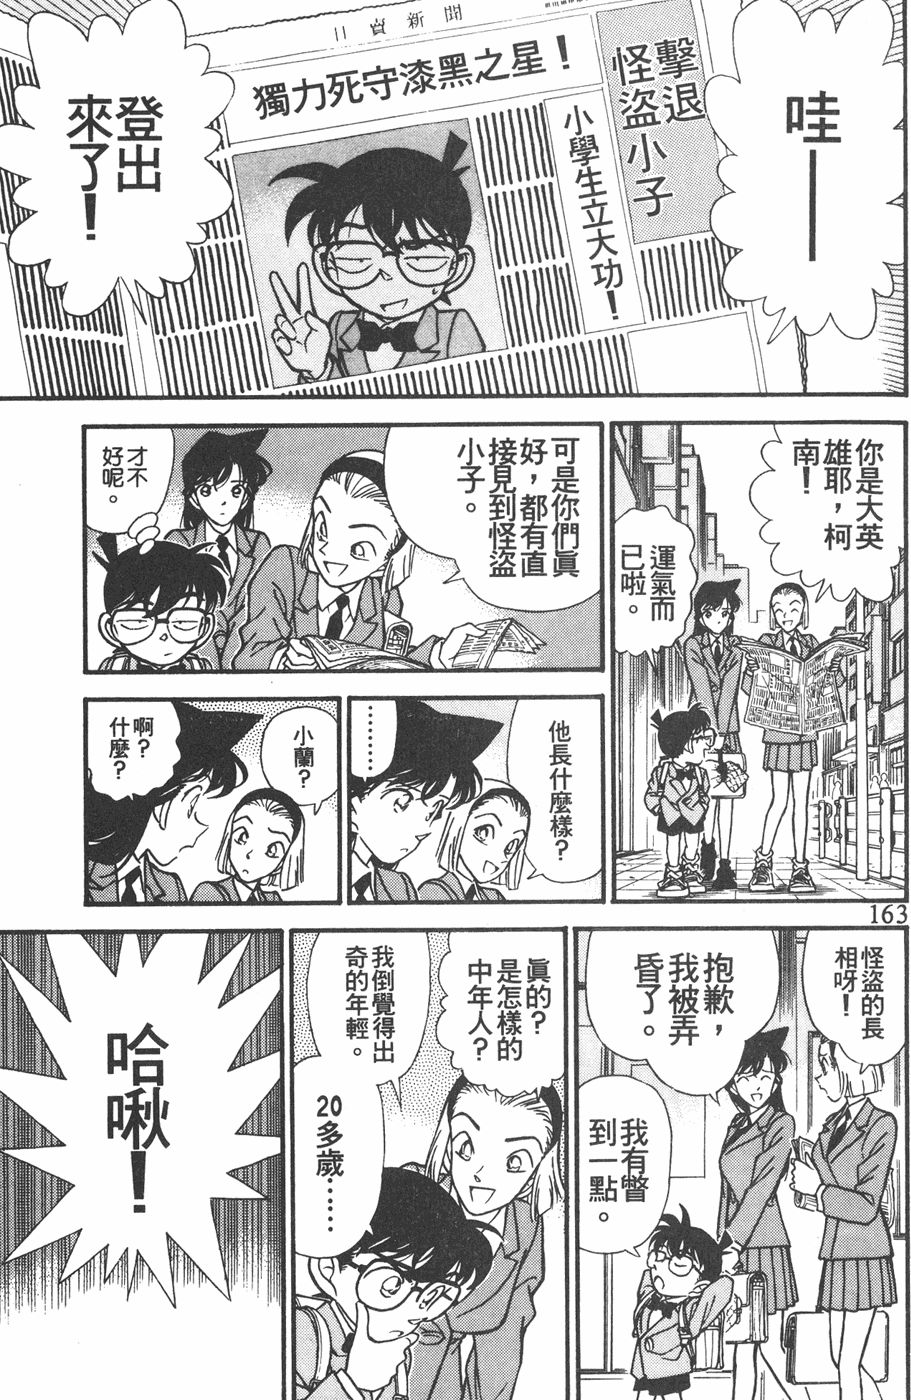 哇——
擊退
怪盜小子
小學生立大功！
獨力死守漆黑之星！
日賣新聞
登出
來了！
你是大英
雄耶，柯
南！
運氣而
已啦。
可是你們真
好，都有直
接見到怪盜
小子。
才不
好呢。
他長什麼樣？
………
小蘭？
啊？
什麼？
163
怪盜的長
相呀！
抱歉，
我被弄
昏了。
我有瞥
到一點。
真的？
是怎樣的
中年人？
我倒覺得出
奇的年輕。
20多歲……
哈啾！